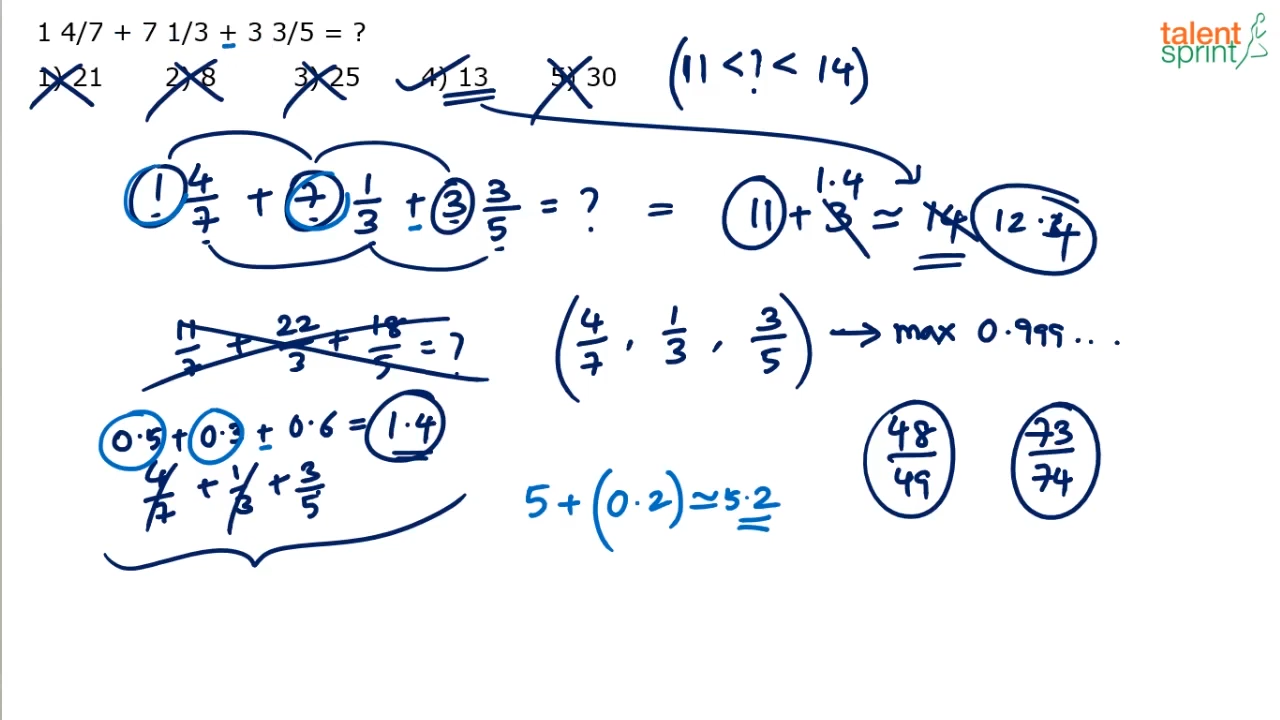 1 4/7 + 7 1/3 ± 3 3/5 = ?
talent
sprint
1) 21 2) 8 3) 25 4) 13 5) 30 (11 < ? < 14)
1 4/7 + 7 1/3 ± 3 3/5 = ? = 11 + 3 1.4 ≈ 14 12.4
11/7 + 22/3 + 18/5 = ?
(4/7, 1/3, 3/5) → max 0.999...
0.5 + 0.3 ± 0.6 = 1.4
4/7 + 1/3 + 3/5
5 + (0.2) ≈ 5.2
48/49 73/74